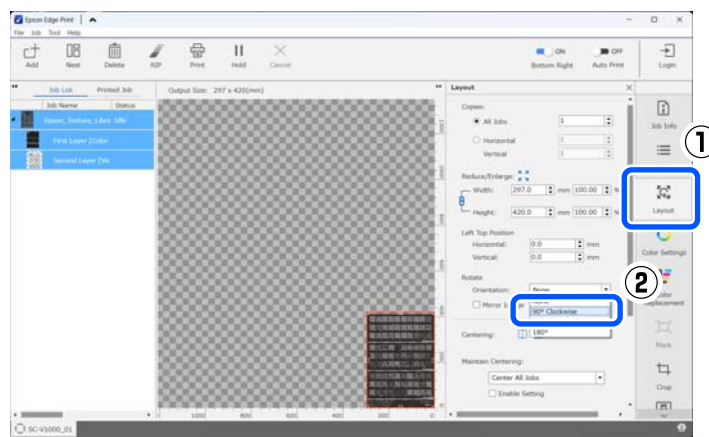 Epson Edge Print
File Job Tool Help
Add Nest Delete RIP Print Hold Cancel
ON Bottom Right
OFF Auto Print
Login
Job List Printed Job
Output Size: 297 x 420(mm)
Layout
Job Name Status
Idle
First Layer [Color
Second Layer [Va
Copies:
All Jobs 1
Horizontal 1
Vertical 1
Reduce/Enlarge:
Width: 297.0 mm 100.00 %
Height: 420.0 mm 100.00 %
Left Top Position
Horizontal: 0.0 mm
Vertical: 0.0 mm
Rotate
Orientation: None
Mirror
90° Clockwise
180°
Centering:
Maintain Centering:
Center All Jobs
Enable Setting
Job Info
①
Layout
Color Settings
②
Mark
Crop
1000 800 600 400 200 0
SC-V1000_01